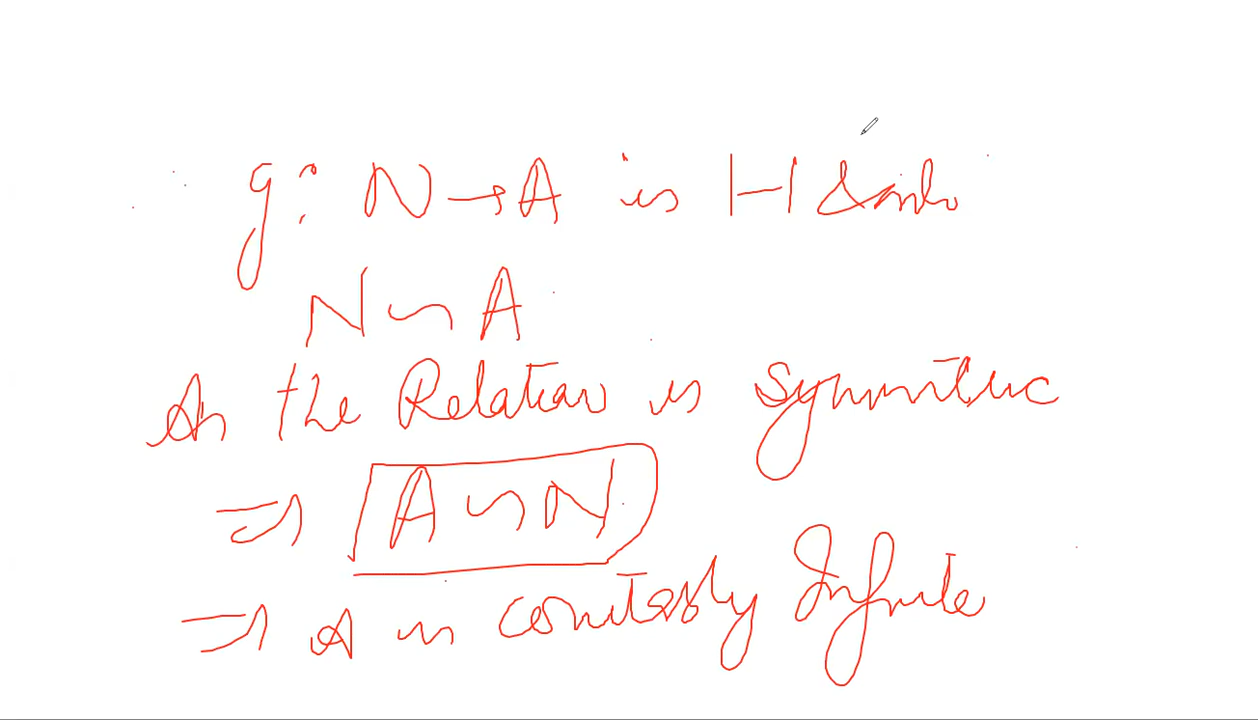 g: N → A is 1-1 & onto
N ~ A
As the Relation is symmetric
⇒ A ~ N
⇒ A is countably Infinite